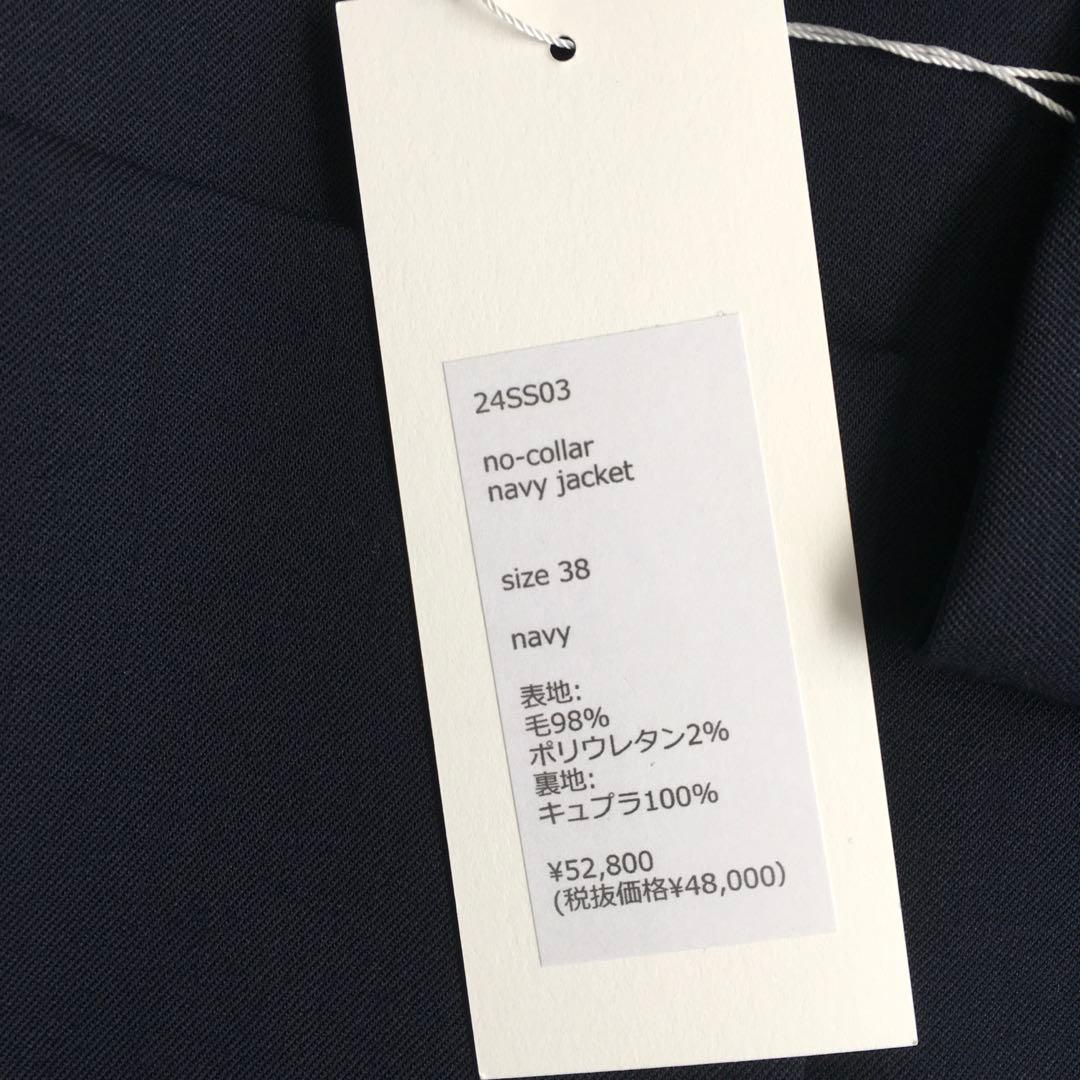 24SS03
no-collar
navy jacket
size 38
navy
表地:
毛98%
ポリウレタン2%
裏地:
キュプラ100%
¥52,800
(税抜価格¥48,000)